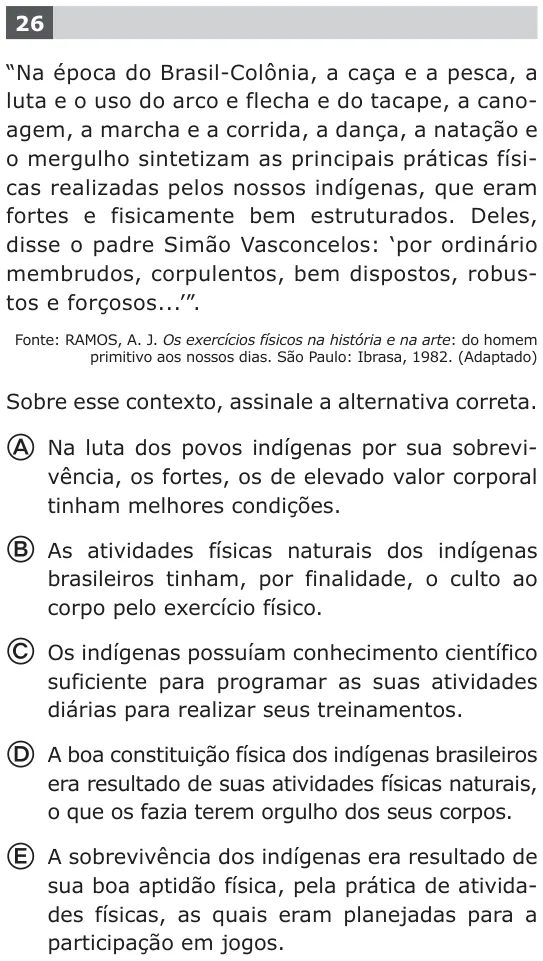 26
“Na época do Brasil-Colônia, a caça e a pesca, a
luta e o uso do arco e flecha e do tacape, a cano-
agem, a marcha e a corrida, a dança, a natação e
o mergulho sintetizam as principais práticas físi-
cas realizadas pelos nossos indígenas, que eram
fortes e fisicamente bem estruturados. Deles,
disse o padre Simão Vasconcelos: ‘por ordinário
membrudos, corpulentos, bem dispostos, robus-
tos e forçosos...’”.
Fonte: RAMOS, A. J. Os exercícios físicos na história e na arte: do homem
primitivo aos nossos dias. São Paulo: Ibrasa, 1982. (Adaptado)
Sobre esse contexto, assinale a alternativa correta.
A Na luta dos povos indígenas por sua sobrevi-
vência, os fortes, os de elevado valor corporal
tinham melhores condições.
B As atividades físicas naturais dos indígenas
brasileiros tinham, por finalidade, o culto ao
corpo pelo exercício físico.
C Os indígenas possuíam conhecimento científico
suficiente para programar as suas atividades
diárias para realizar seus treinamentos.
D A boa constituição física dos indígenas brasileiros
era resultado de suas atividades físicas naturais,
o que os fazia terem orgulho dos seus corpos.
E A sobrevivência dos indígenas era resultado de
sua boa aptidão física, pela prática de ativida-
des físicas, as quais eram planejadas para a
participação em jogos.